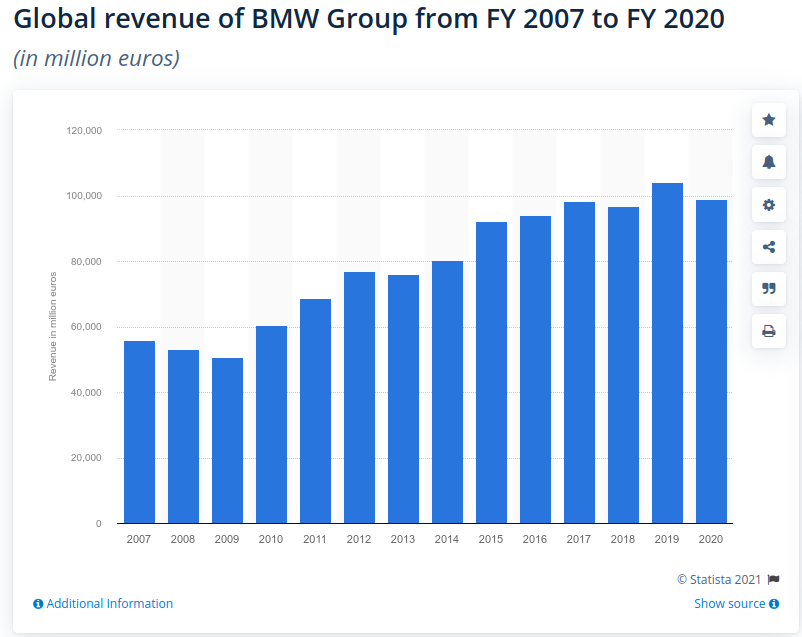 Global revenue of BMW Group from FY 2007 to FY 2020
(in million euros)
120,000
100,000
80,000
60,000
40,000
20,000
0
Revenue in million euros
2007 2008 2009 2010 2011 2012 2013 2014 2015 2016 2017 2018 2019 2020
© Statista 2021
Additional Information
Show source